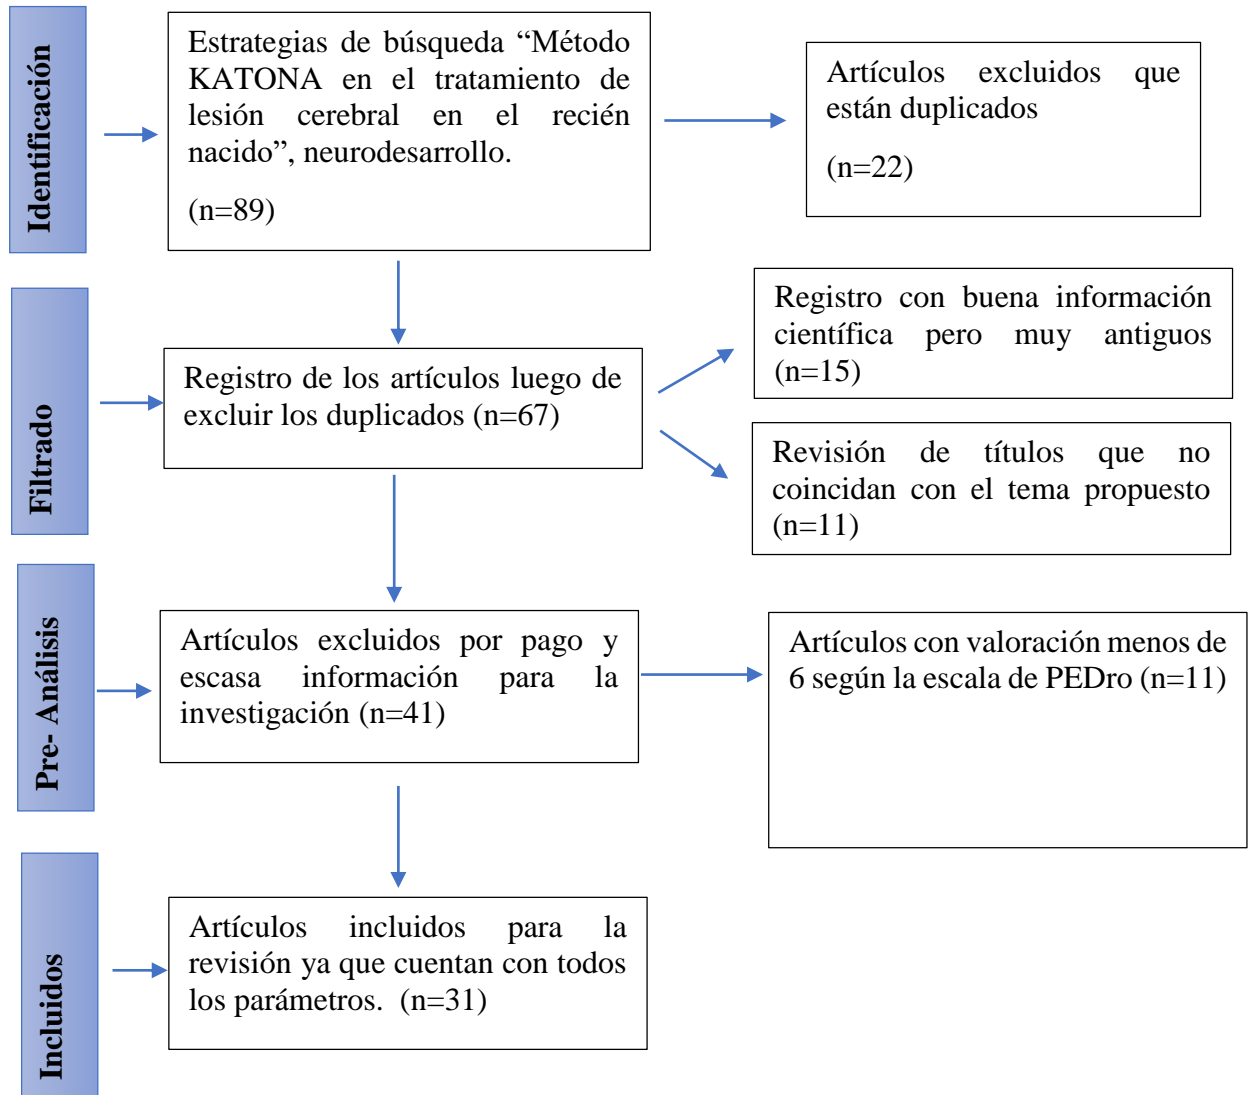 Identificación
Estrategias de búsqueda “Método
KATONA en el tratamiento de
lesión cerebral en el recién
nacido”, neurodesarrollo.
(n=89)
Artículos excluidos que
están duplicados
(n=22)
Filtrado
Registro de los artículos luego de
excluir los duplicados (n=67)
Registro con buena información
científica pero muy antiguos
(n=15)
Revisión de títulos que no
coincidan con el tema propuesto
(n=11)
Pre- Análisis
Artículos excluidos por pago y
escasa información para la
investigación (n=41)
Artículos con valoración menos de
6 según la escala de PEDro (n=11)
Incluidos
Artículos incluidos para la
revisión ya que cuentan con todos
los parámetros. (n=31)